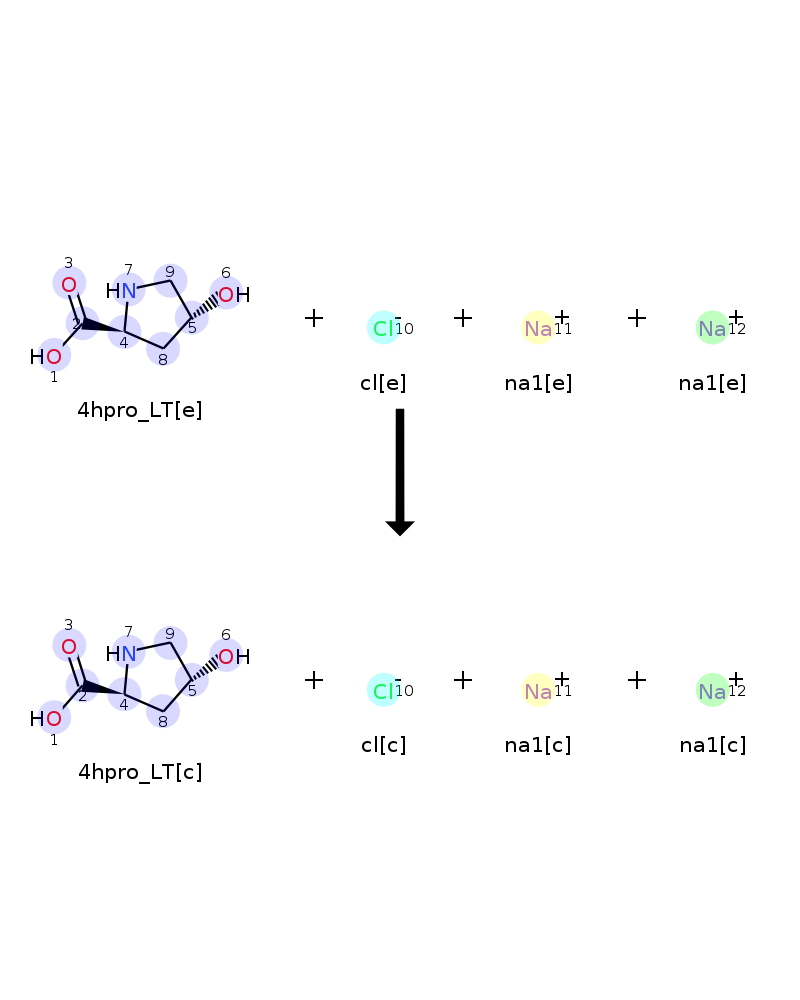 3 7 9 6
O HN OH
2 4 8 5
HO
1
+ Cl - 10 + Na + 11 + Na + 12
4hpro_LT[e] cl[e] na1[e] na1[e]
3 7 9 6
O HN OH
2 4 8 5
HO
1
+ Cl - 10 + Na + 11 + Na + 12
4hpro_LT[c] cl[c] na1[c] na1[c]